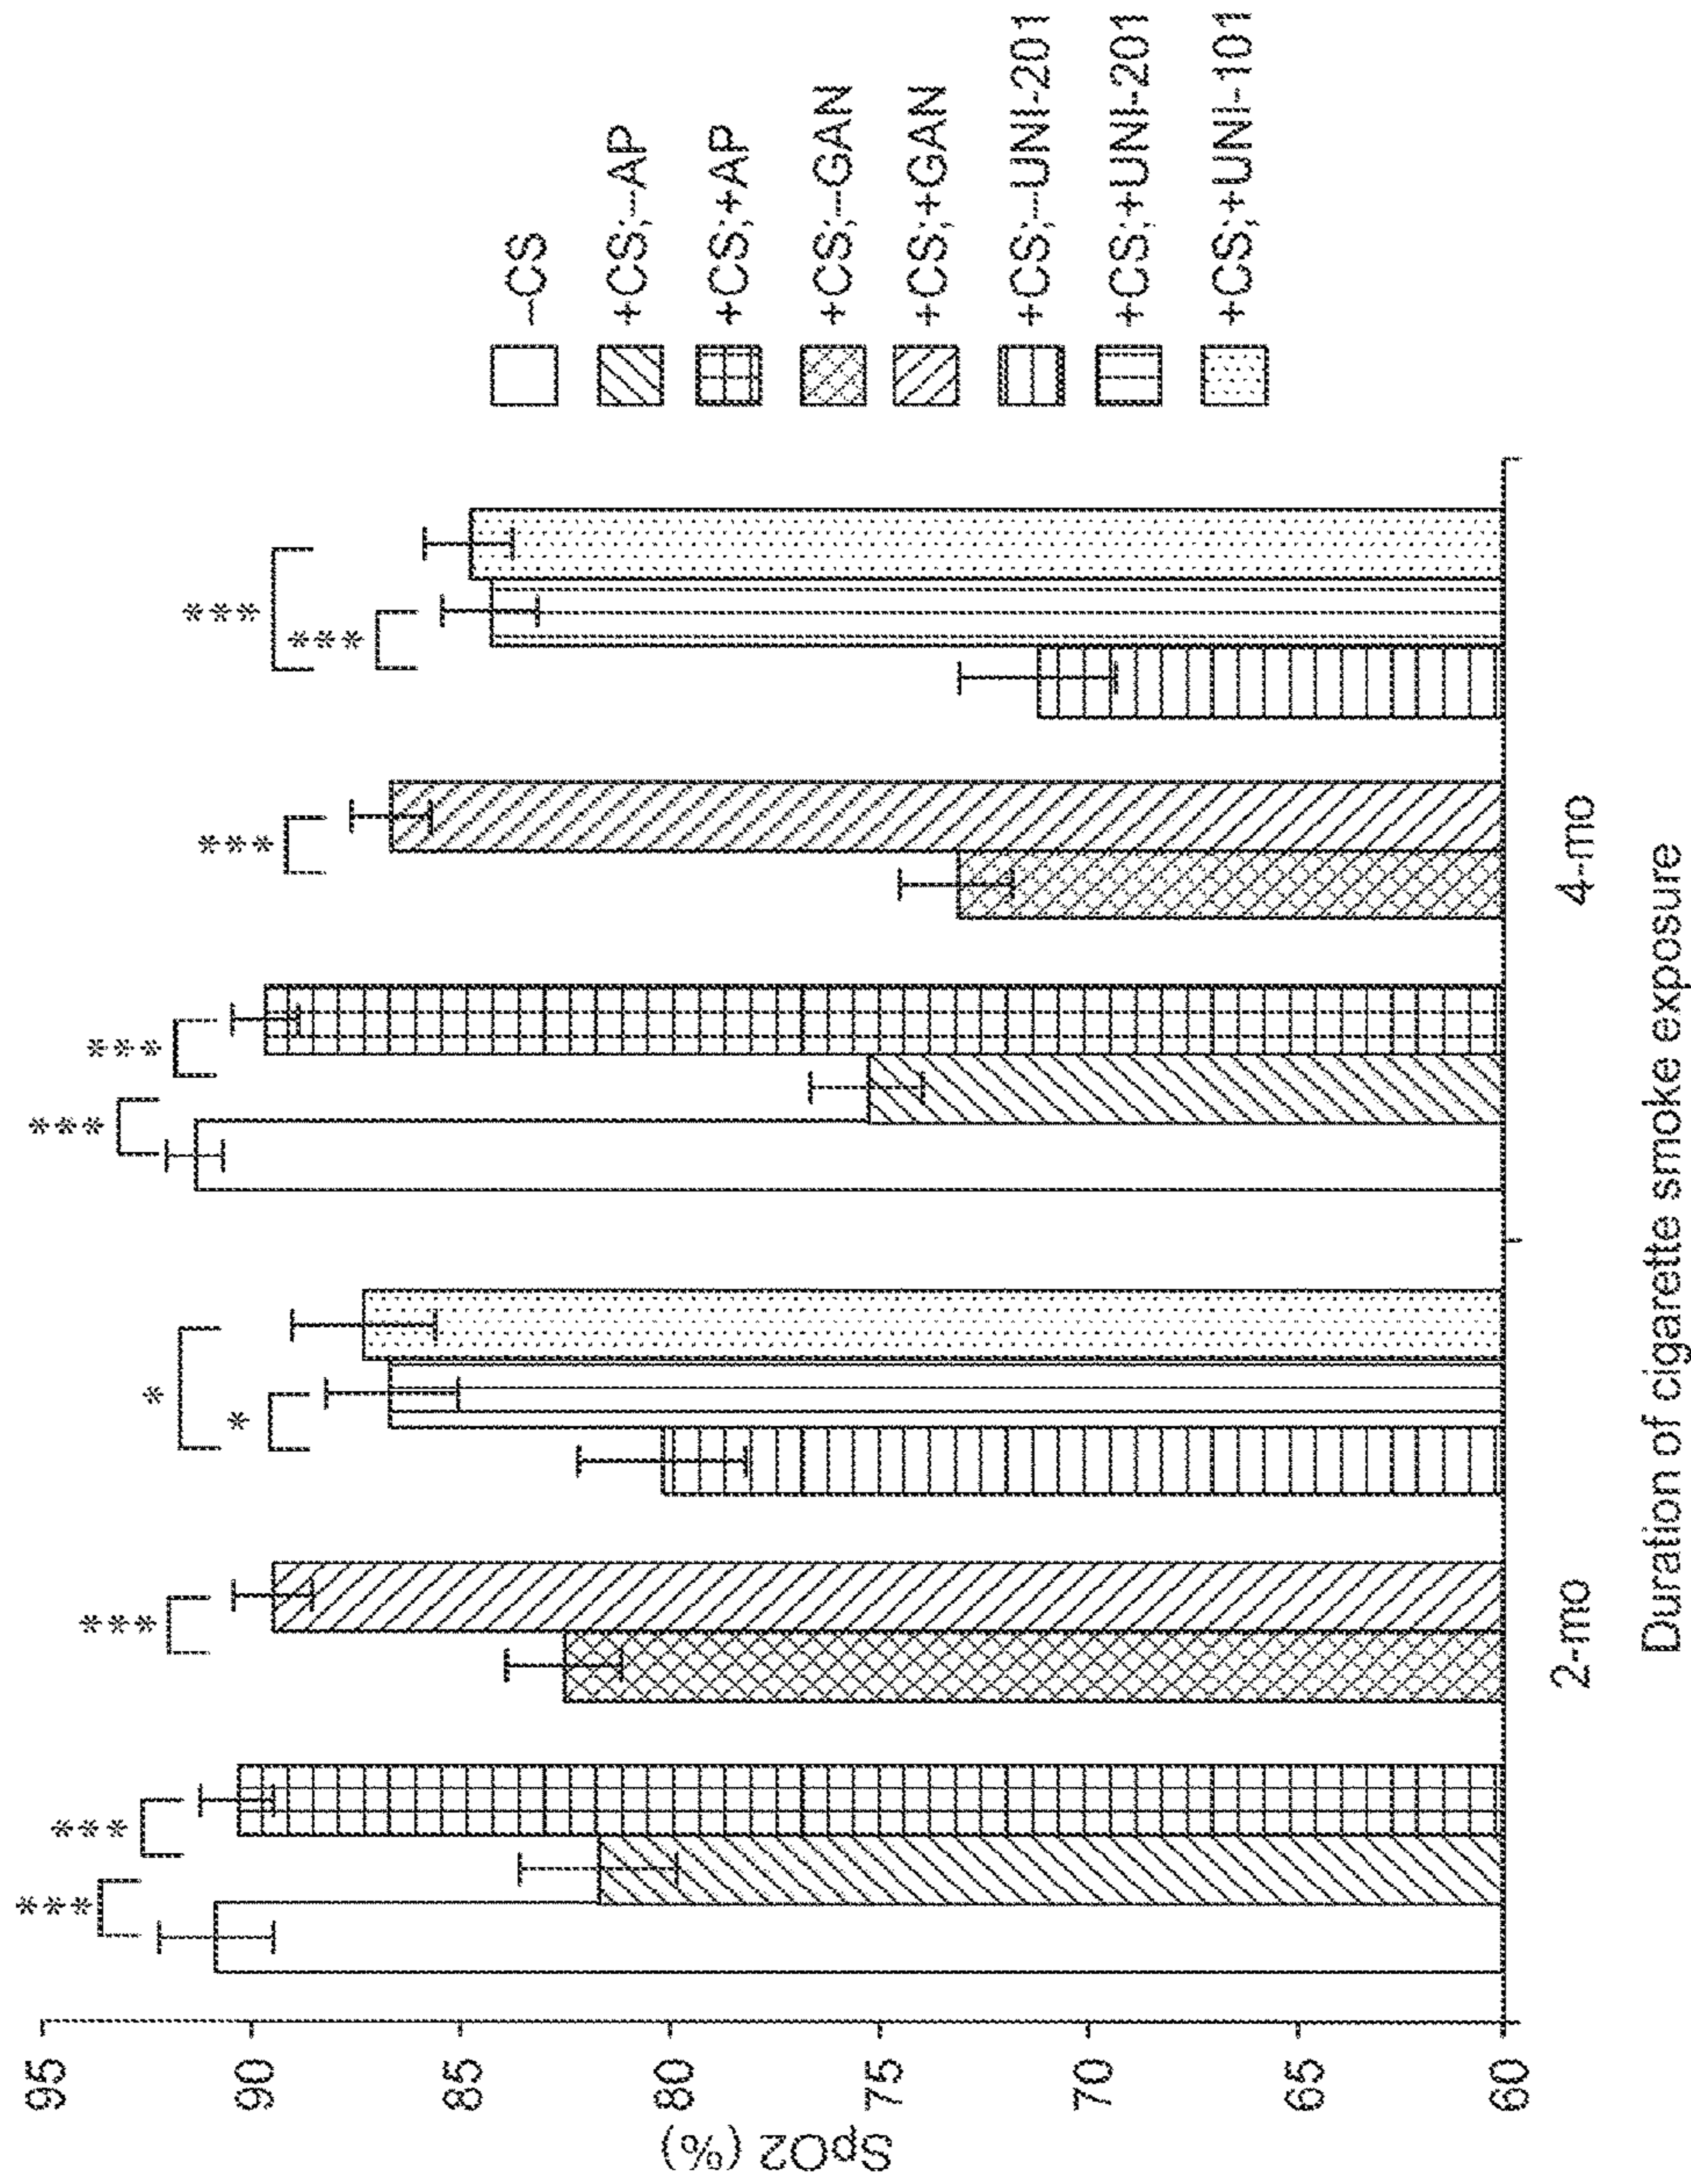 SpO2 (%)
95
90
85
80
75
70
65
60
***
***
***
*
*
***
***
***
***
***
2-mo
4-mo
Duration of cigarette smoke exposure
–CS
+CS;–AP
+CS;+AP
+CS;–GAN
+CS;+GAN
+CS;–UNI-201
+CS;+UNI-201
+CS;+UNI-101